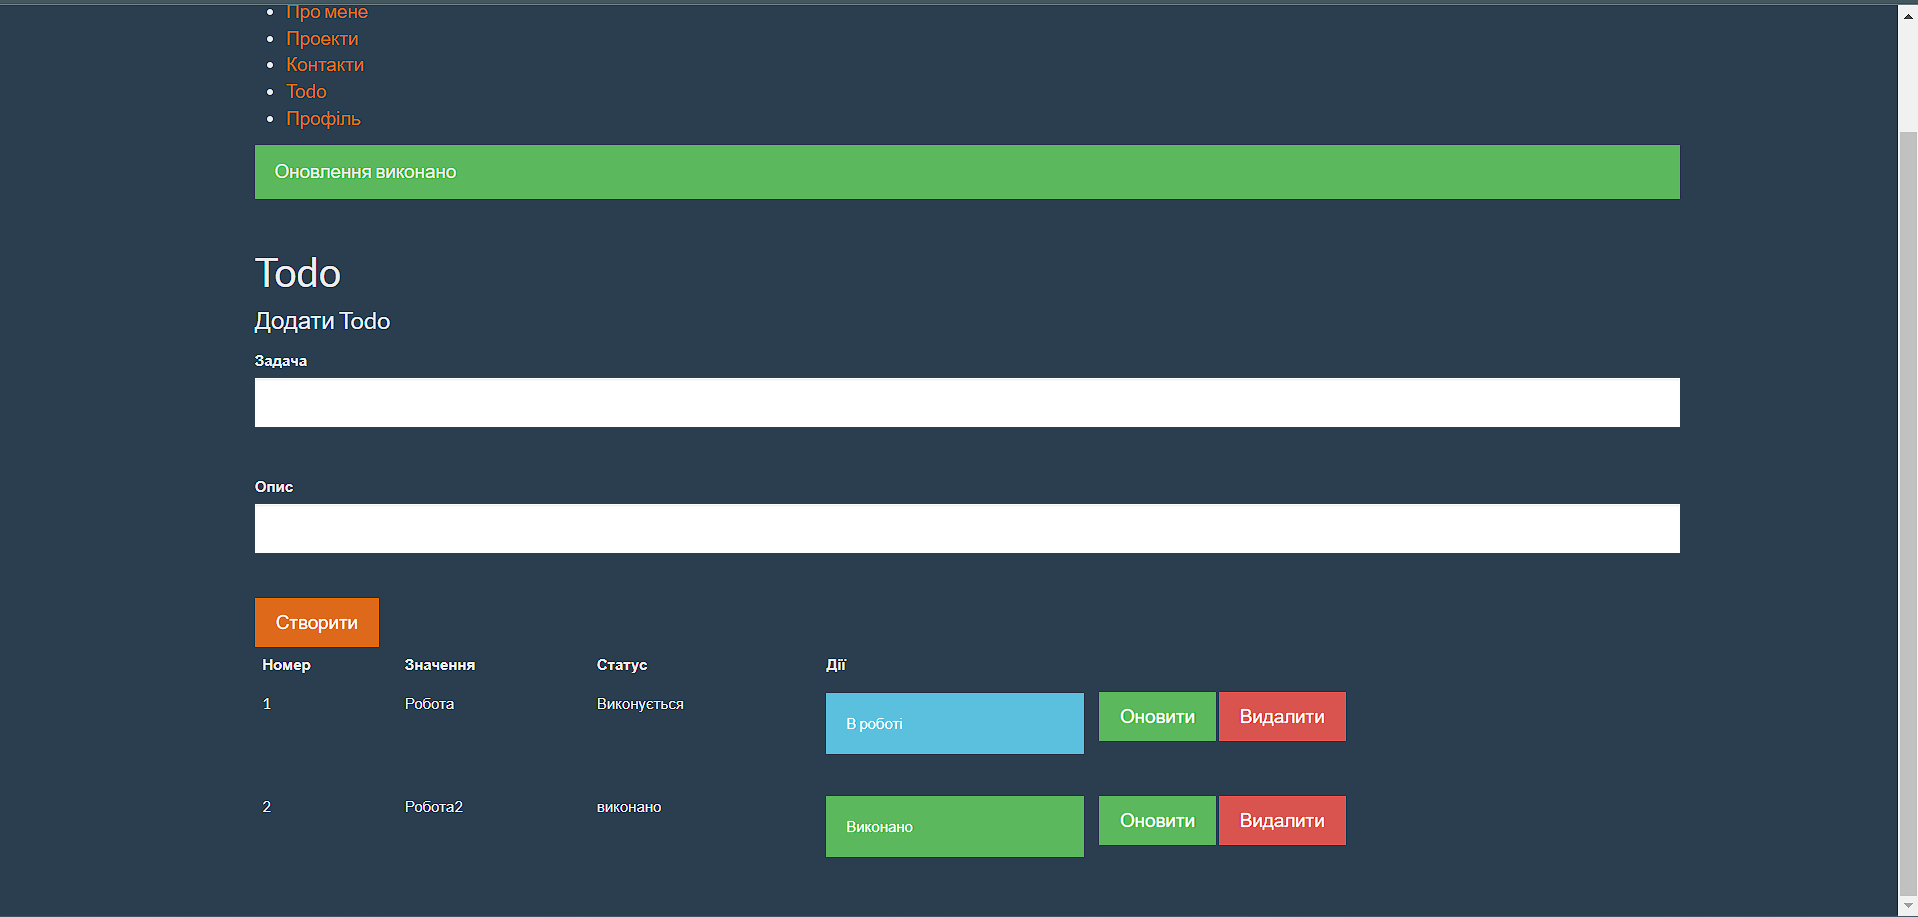 Про мене
Проекти
Контакти
Todo
Профіль
Оновлення виконано
Todo
Додати Todo
Задача
Опис
Створити
Номер Значення Статус Дії
1 Робота Виконується В роботі Оновити Видалити
2 Робота2 виконано Виконано Оновити Видалити